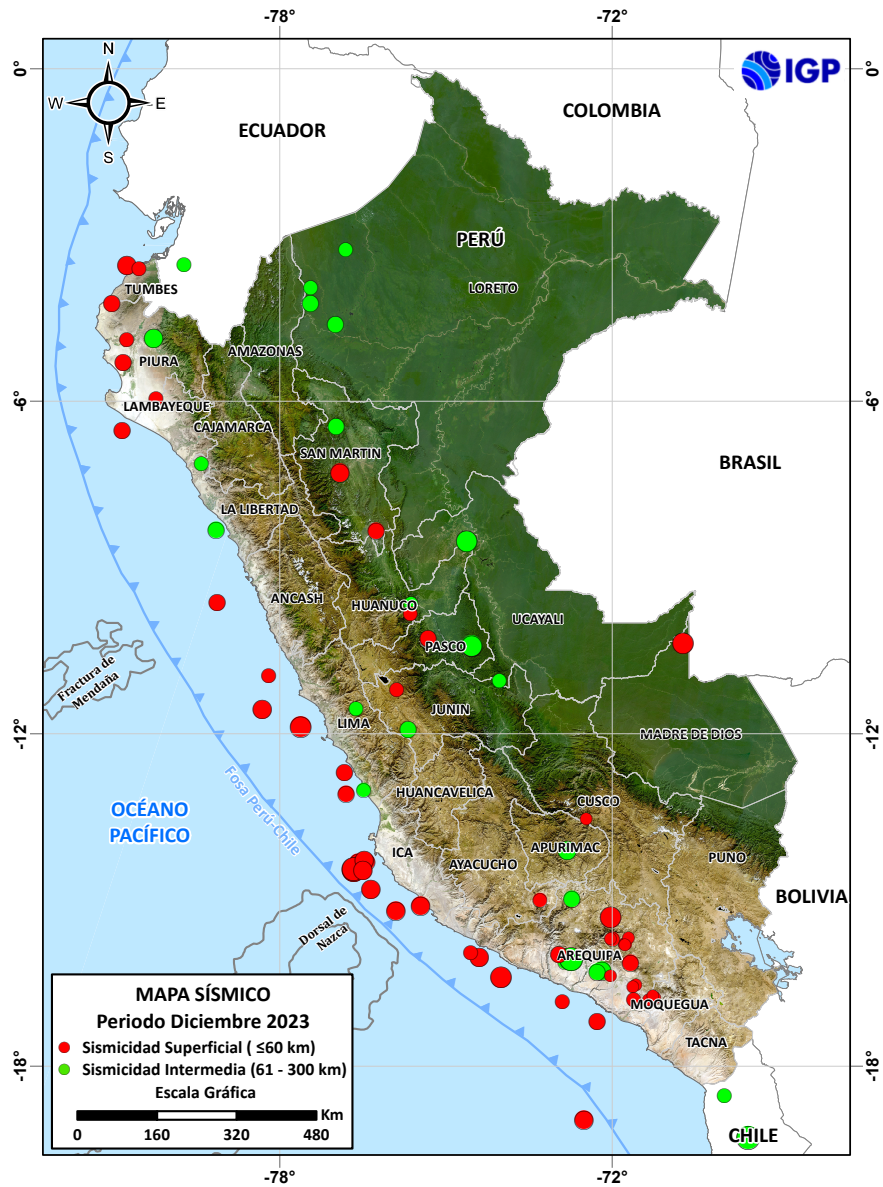 -78
-72
0°
N
W
E
S
IGP
ECUADOR
COLOMBIA
PERÚ
LORETO
TUMBES
PIURA
AMAZONAS
-6
-6
LAMBAYEQUE
CAJAMARCA
SAN MARTIN
BRASIL
LA LIBERTAD
ANCASH
HUANUCO
UCAYALI
PASCO
Fractura de
Mendaña
JUNIN
LIMA
MADRE DE DIOS
-12
-12
Fosa Perú-Chile
OCÉANO
PACÍFICO
HUANCAVELICA
CUSCO
ICA
APURIMAC
AYACUCHO
PUNO
BOLIVIA
Dorsal de
Nazca
AREQUIPA
MOQUEGUA
TACNA
MAPA SÍSMICO
Periodo Diciembre 2023
Sismicidad Superficial ( ≤60 km)
Sismicidad Intermedia (61 - 300 km)
Escala Gráfica
Km
0 160 320 480
-18
-18
CHILE
-78
-72
0°